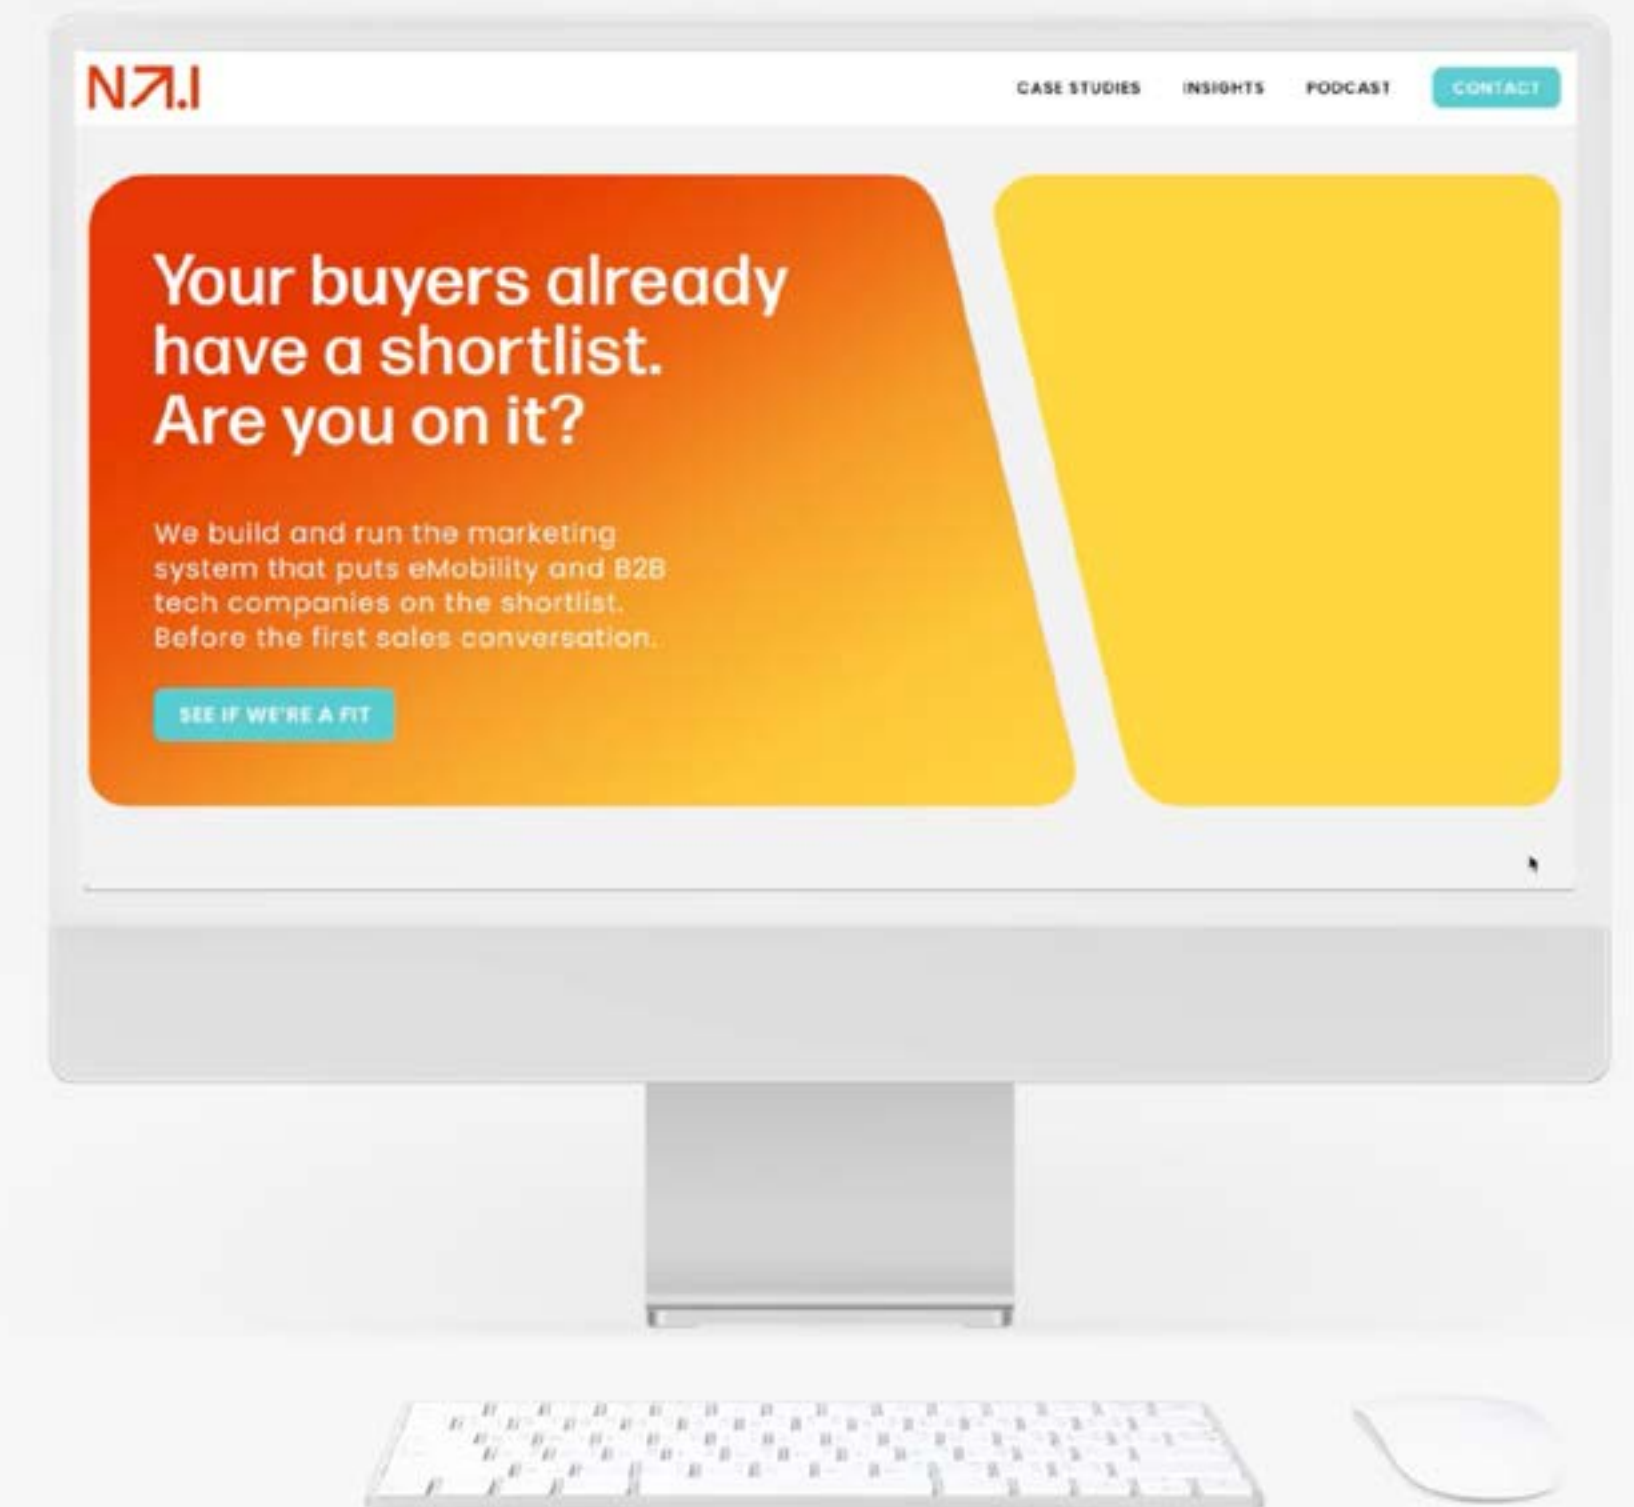 N7.I
CASE STUDIES
INSIGHTS
PODCAST
CONTACT
Your buyers already
have a shortlist.
Are you on it?
We build and run the marketing
system that puts eMobility and B2B
tech companies on the shortlist.
Before the first sales conversation.
SEE IF WE'RE A FIT